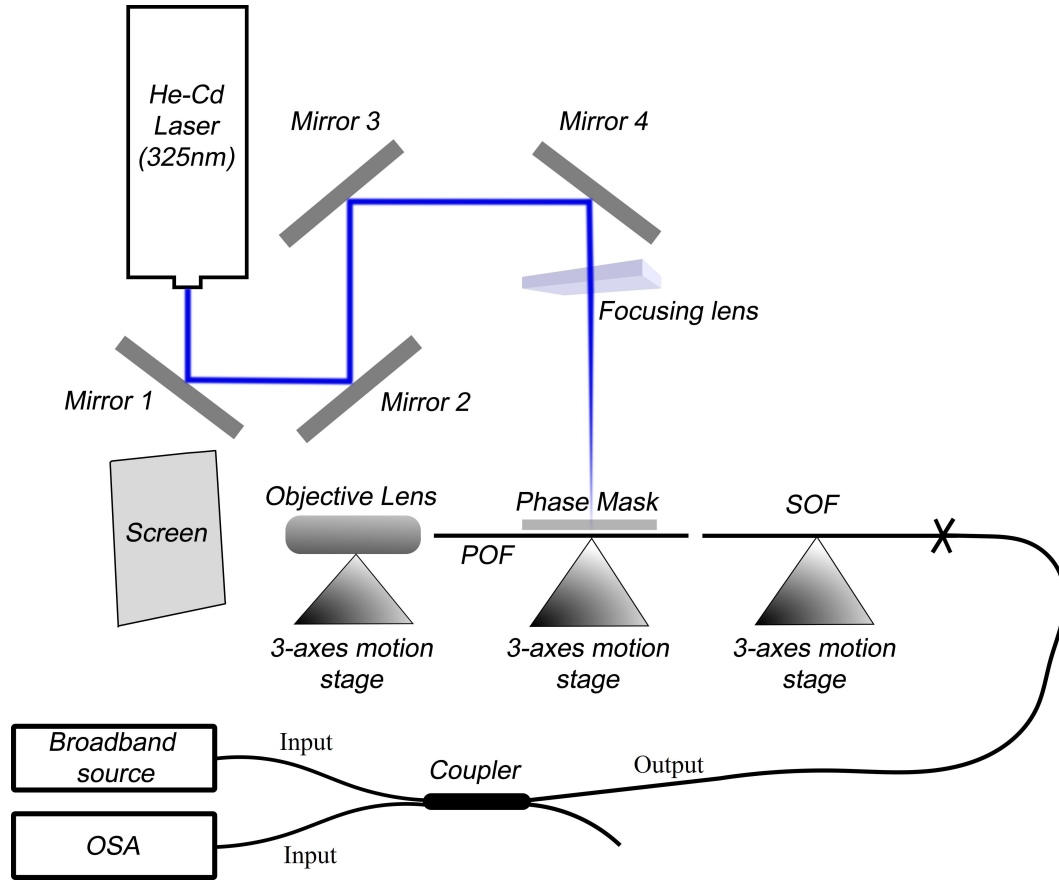 He-Cd
Laser
(325nm)
Mirror 3
Mirror 4
Focusing lens
Mirror 1
Mirror 2
Screen
Objective Lens
Phase Mask
SOF
POF
3-axes motion
stage
3-axes motion
stage
3-axes motion
stage
Broadband
source
Input
Coupler
Output
OSA
Input